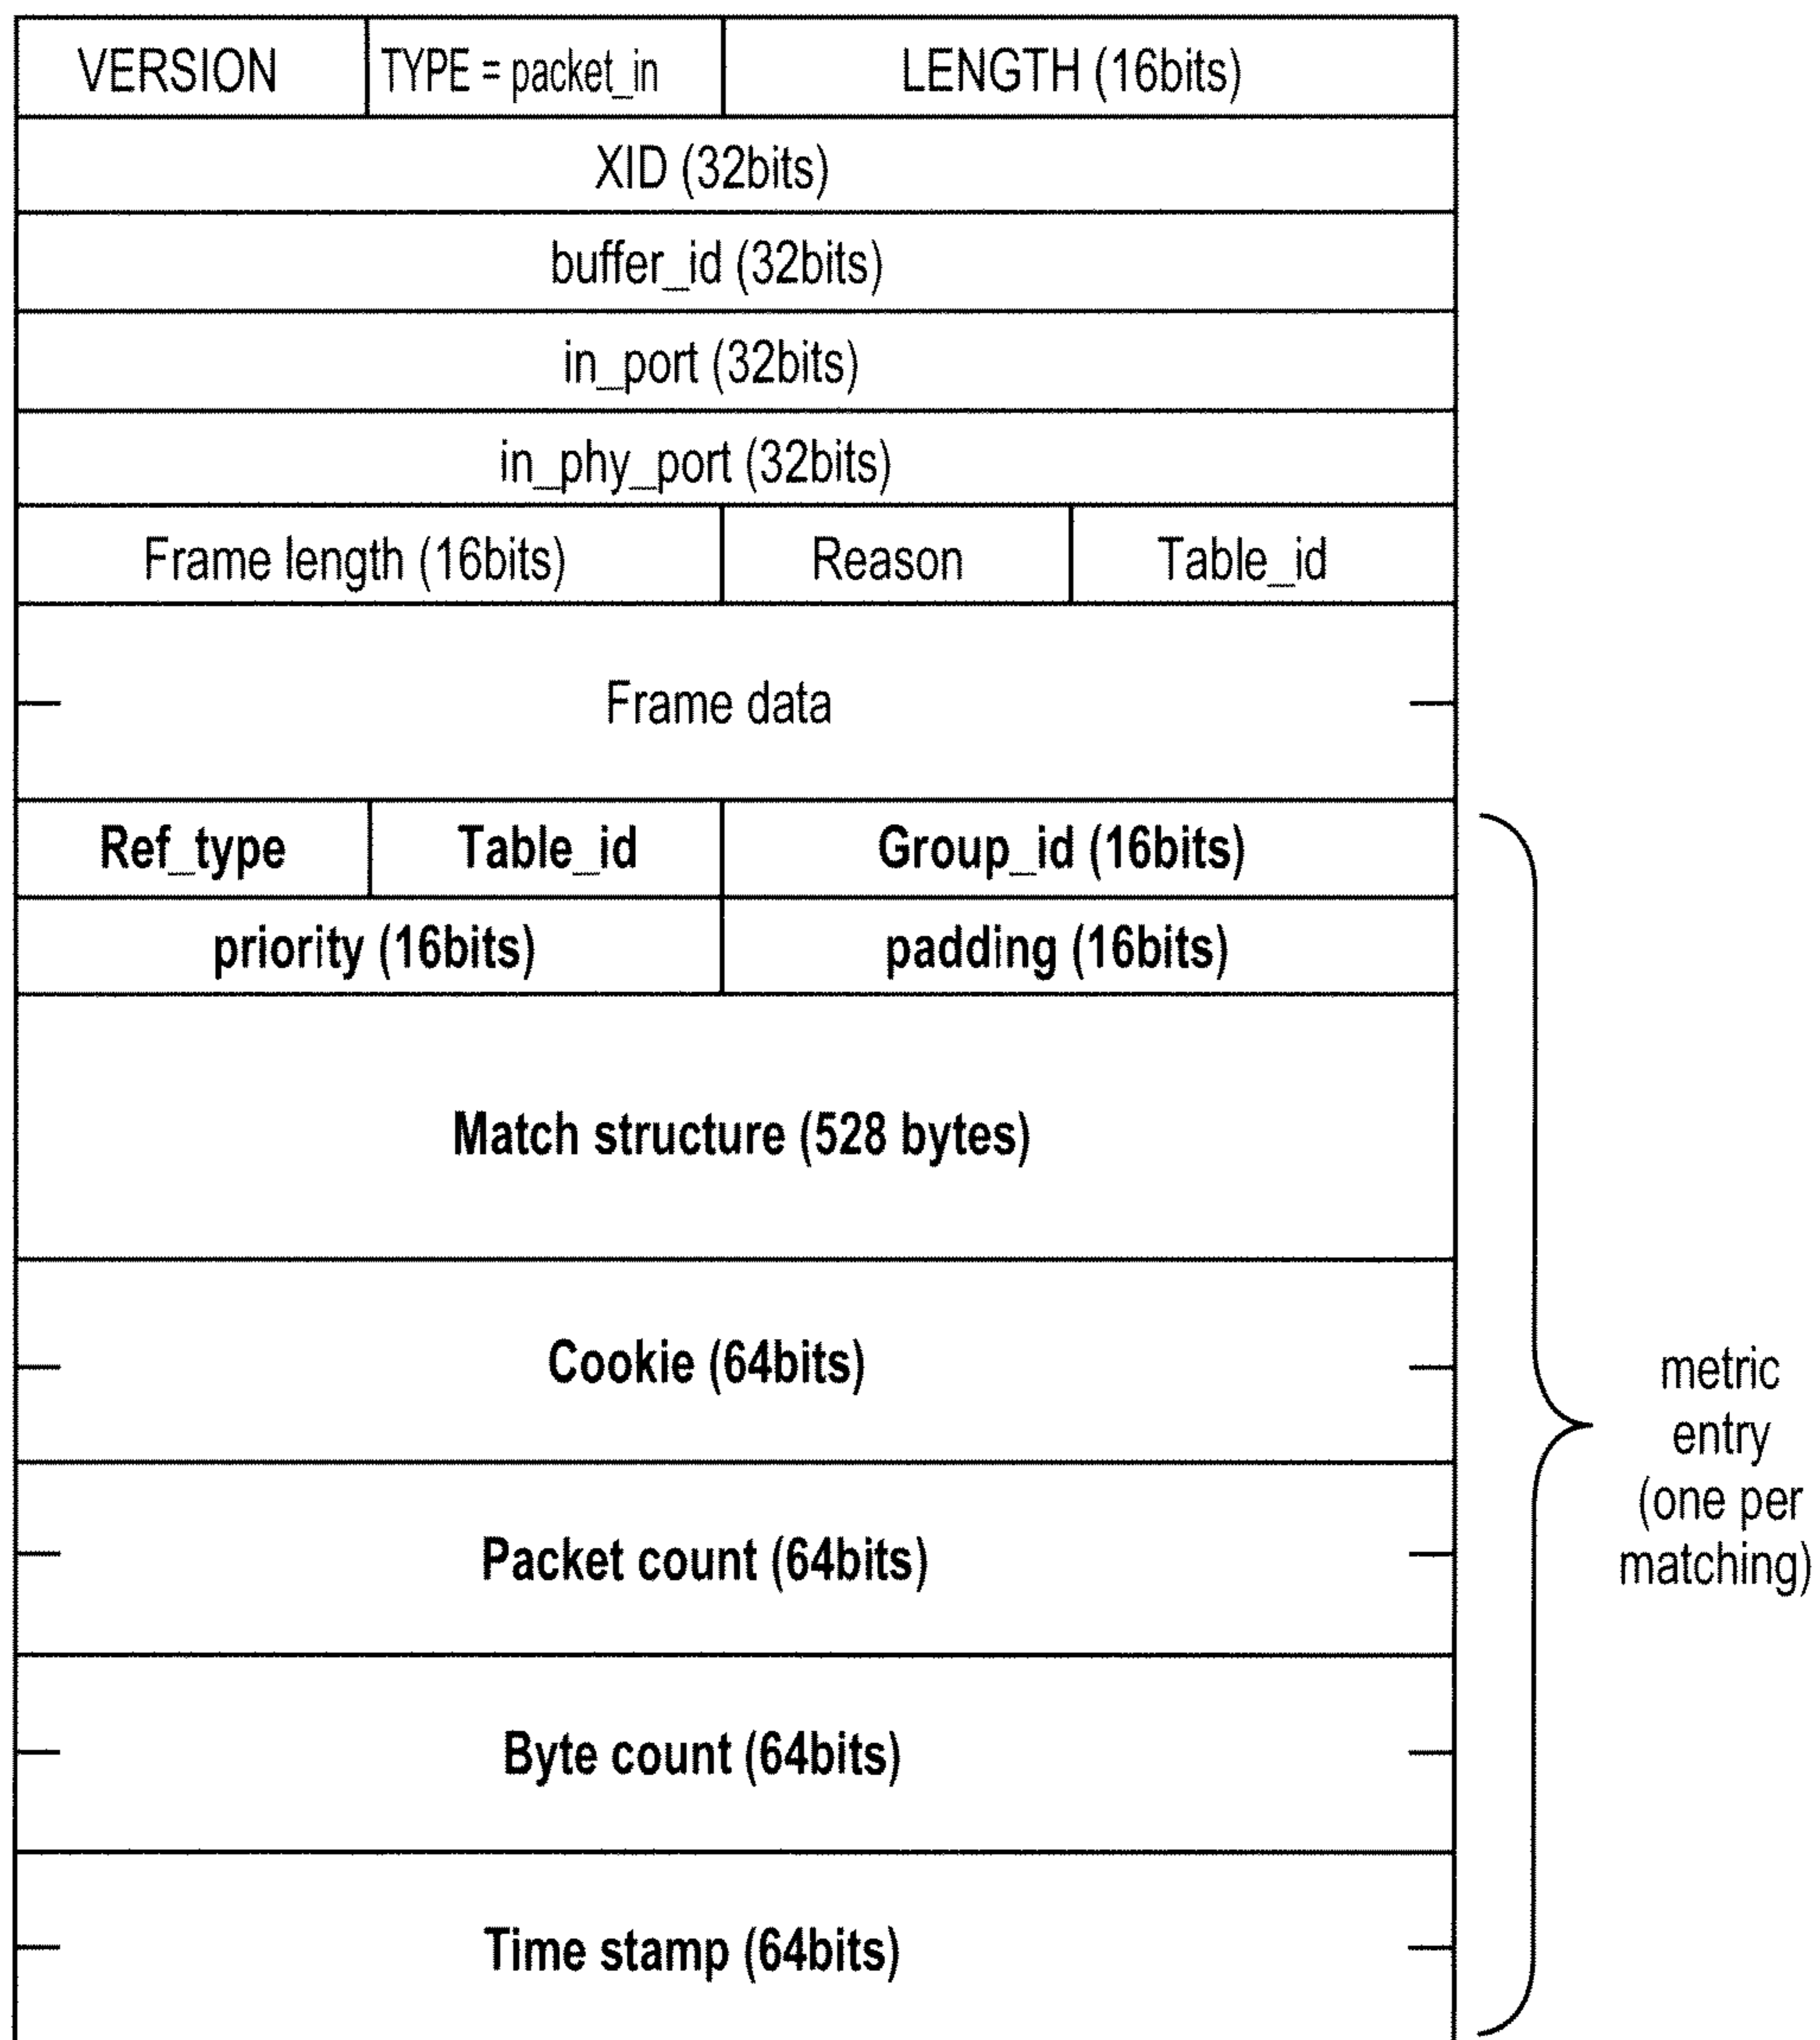 VERSION TYPE = packet_in LENGTH (16bits)
XID (32bits)
buffer_id (32bits)
in_port (32bits)
in_phy_port (32bits)
Frame length (16bits) Reason Table_id
Frame data
Ref_type Table_id Group_id (16bits)
priority (16bits) padding (16bits)
Match structure (528 bytes)
Cookie (64bits)
Packet count (64bits)
Byte count (64bits)
Time stamp (64bits)
metric
entry
(one per
matching)